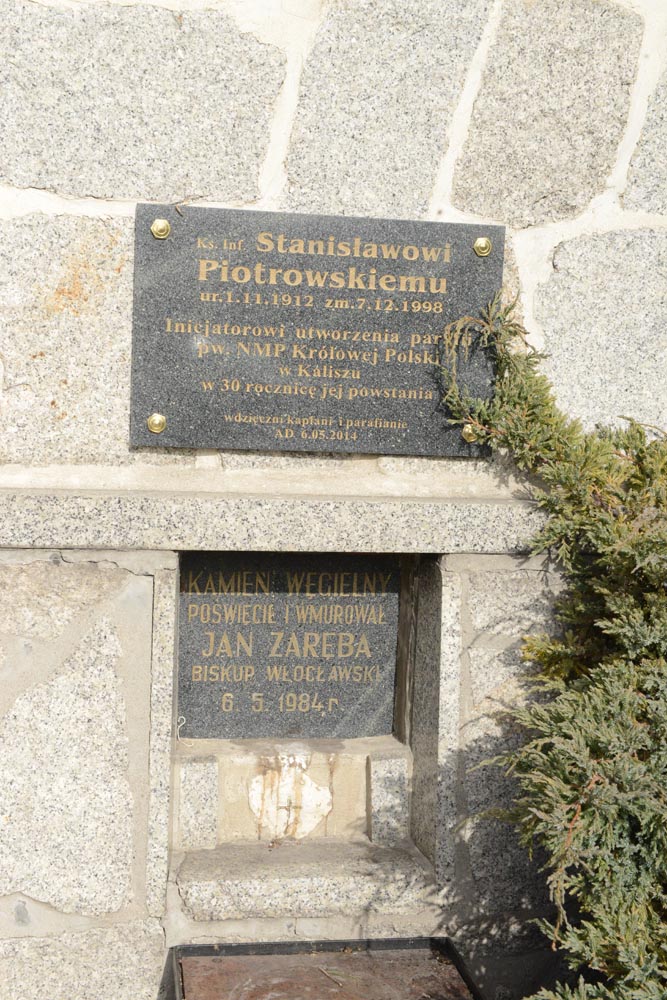 Ks. Inf. Stanisławowi
Piotrowskiemu
ur.1.11.1912 zm.7.12.1998
Inicjatorowi utworzenia parafii
pw. NMP Królowej Polski
w Kaliszu
w 30 rocznicę jej powstania
wdzięczni kapłani i parafianie
AD 6.05.2014
KAMIEŃ WĘGIELNY
POŚWIĘCIŁ I WMUROWAŁ
JAN ZARĘBA
BISKUP WŁOCŁAWSKI
6. 5. 1984 r.